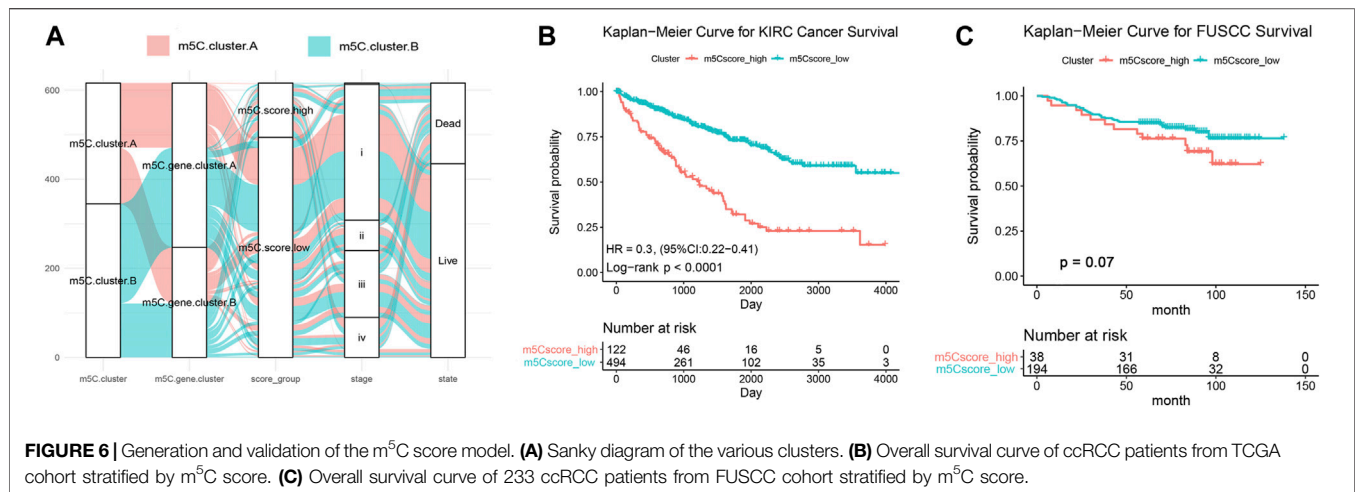 A
m5C.cluster.A
m5C.cluster.B
600
400
200
0
m5C.cluster.A
m5C.cluster.B
m5C.gene.cluster.A
m5C.gene.cluster.B
m5C.score.high
m5C.score.low
i
ii
iii
iv
Dead
Live
m5C.cluster
m5C.gene.cluster
score_group
stage
state
B
Kaplan−Meier Curve for KIRC Cancer Survival
Cluster m5Cscore_high m5Cscore_low
Survival probability
1.00
0.75
0.50
0.25
0.00
HR = 0.3, (95%CI:0.22−0.41)
Log−rank p < 0.0001
0 1000 2000 3000 4000
Day
Number at risk
m5Cscore_high 122 46 16 5 0
m5Cscore_low 494 261 102 35 3
0 1000 2000 3000 4000
Day
C
Kaplan−Meier Curve for FUSCC Survival
Cluster m5Cscore_high m5Cscore_low
Survival probability
1.00
0.75
0.50
0.25
0.00
p = 0.07
0 50 100 150
month
Number at risk
m5Cscore_high 38 31 8 0
m5Cscore_low 194 166 32 0
0 50 100 150
month
FIGURE 6 | Generation and validation of the m⁵C score model. (A) Sanky diagram of the various clusters. (B) Overall survival curve of ccRCC patients from TCGA
cohort stratified by m⁵C score. (C) Overall survival curve of 233 ccRCC patients from FUSCC cohort stratified by m⁵C score.